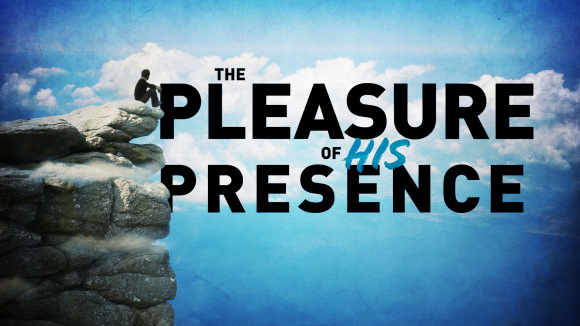 THE
PLEASURE
OF HIS
PRESENCE